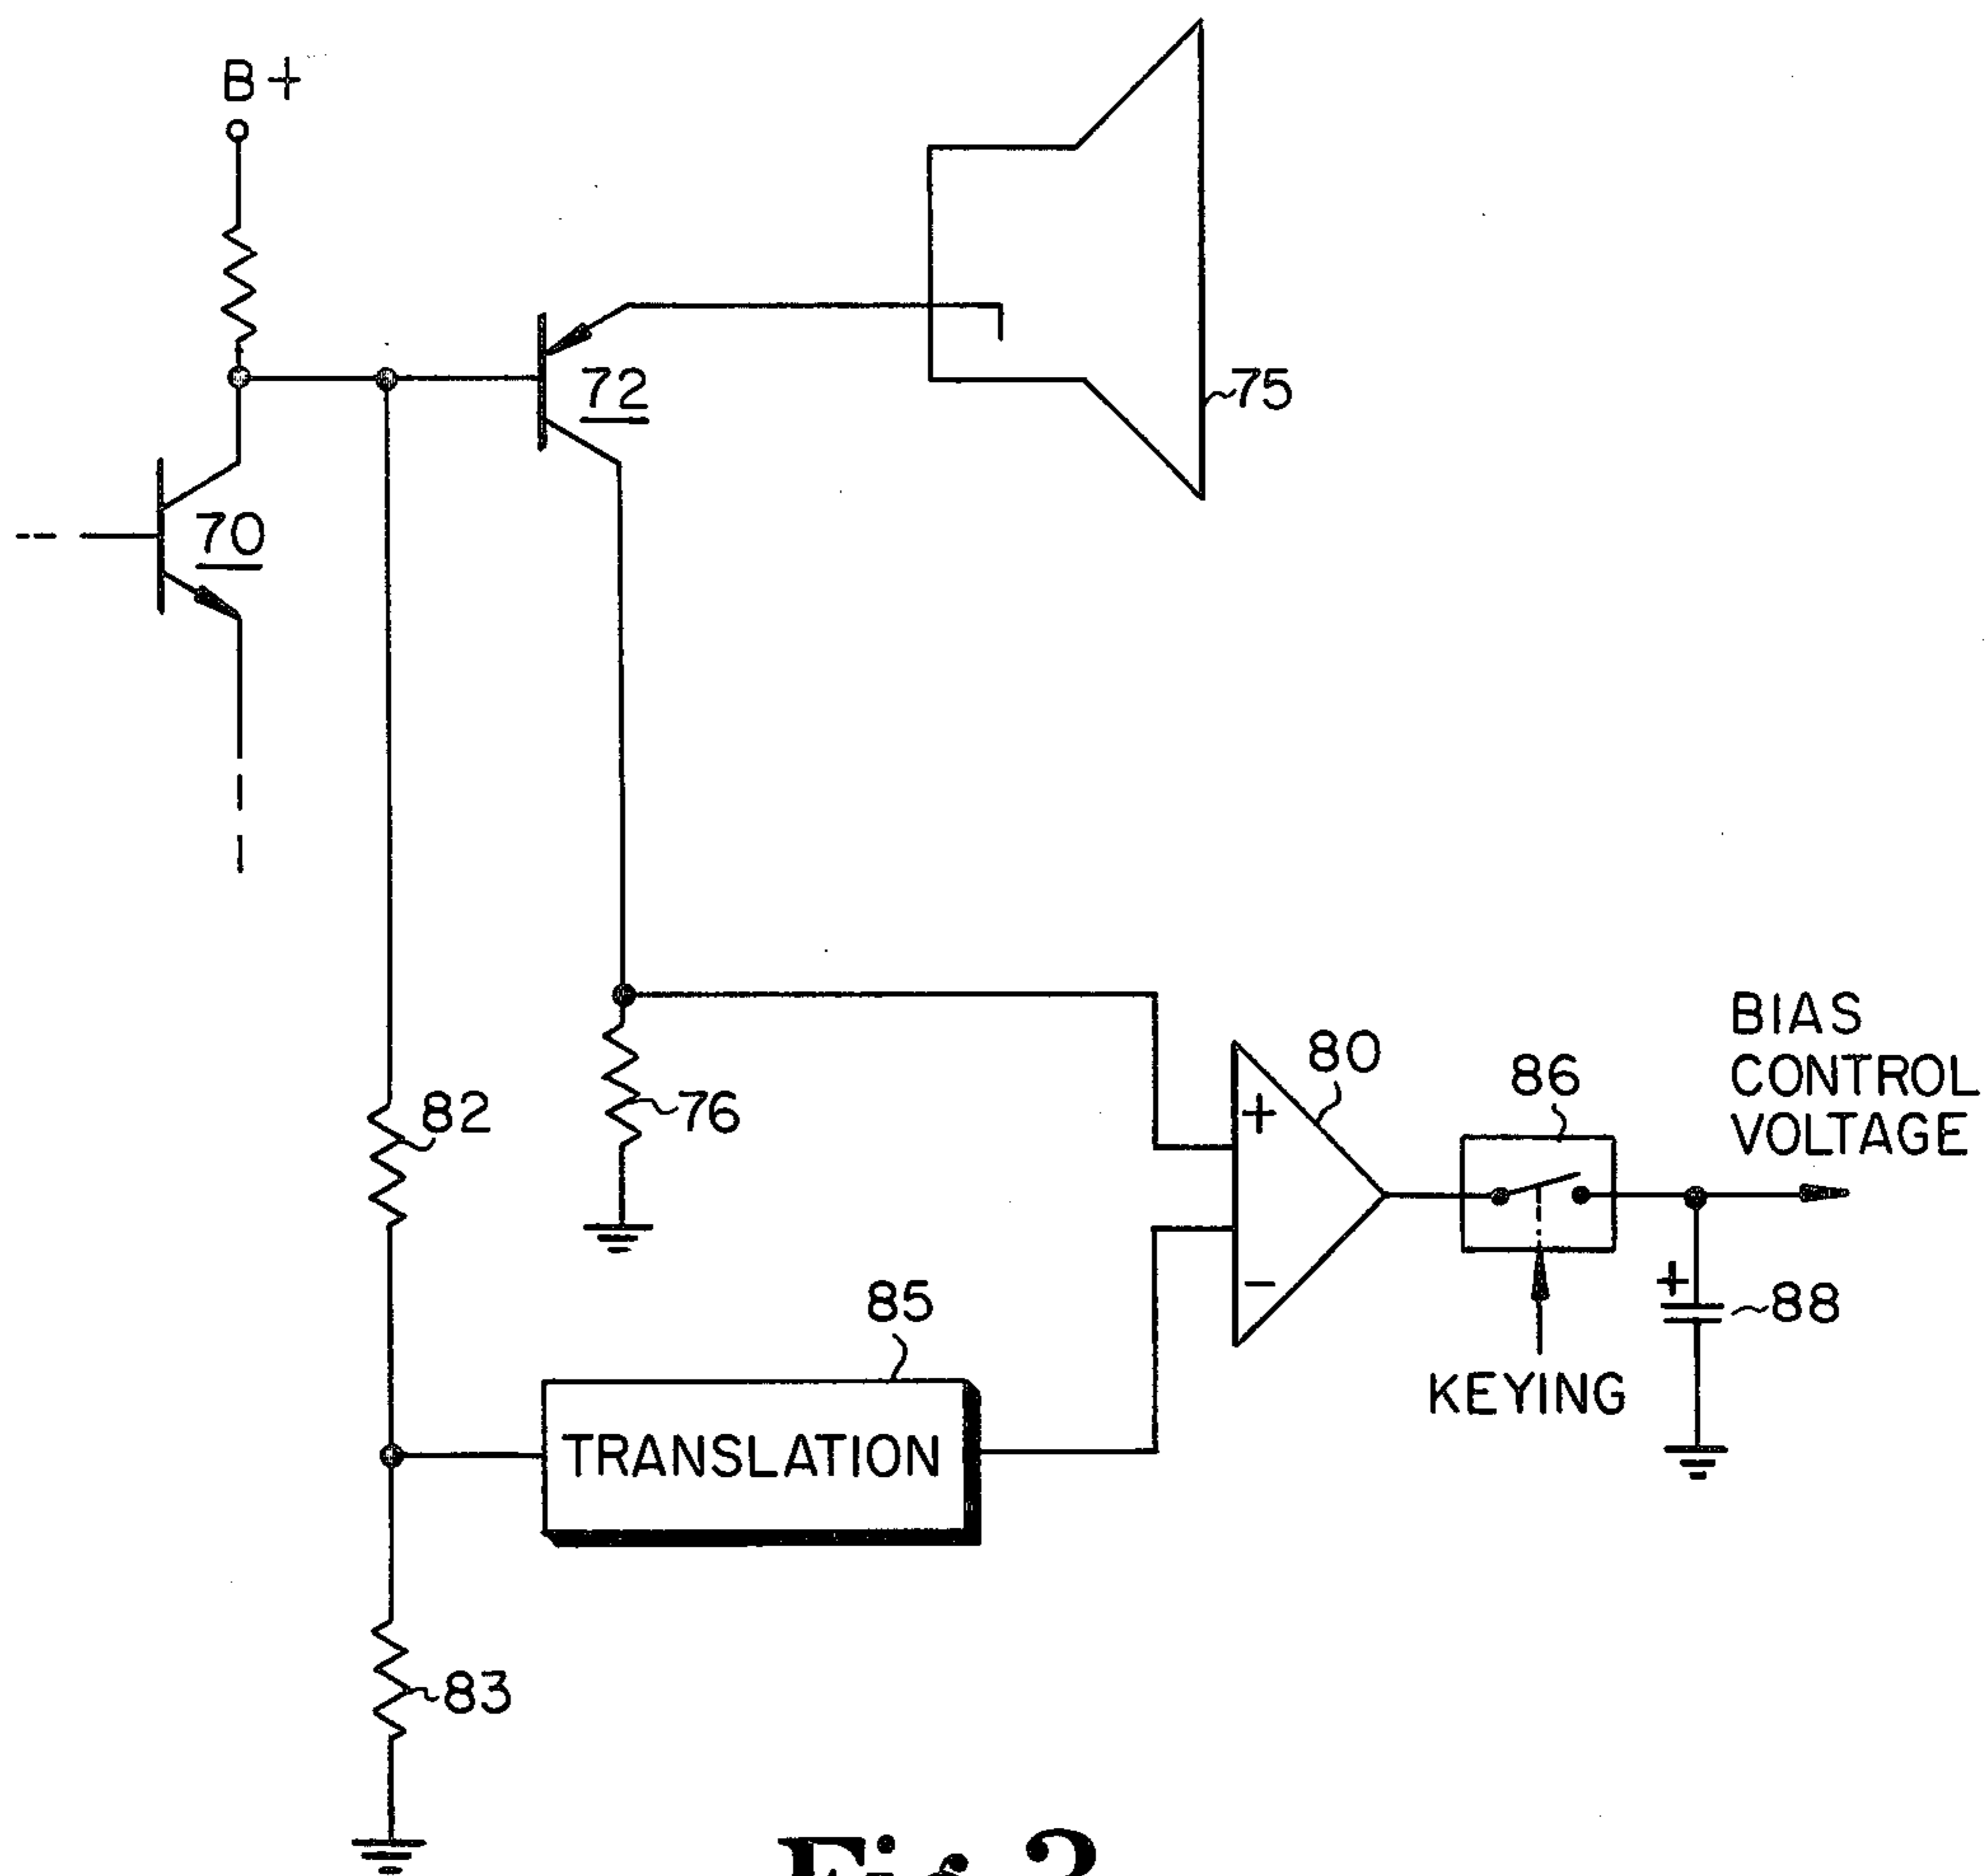 B+
75
72
70
82
76
80
86
BIAS
CONTROL
VOLTAGE
+
-
+
88
85
TRANSLATION
KEYING
83